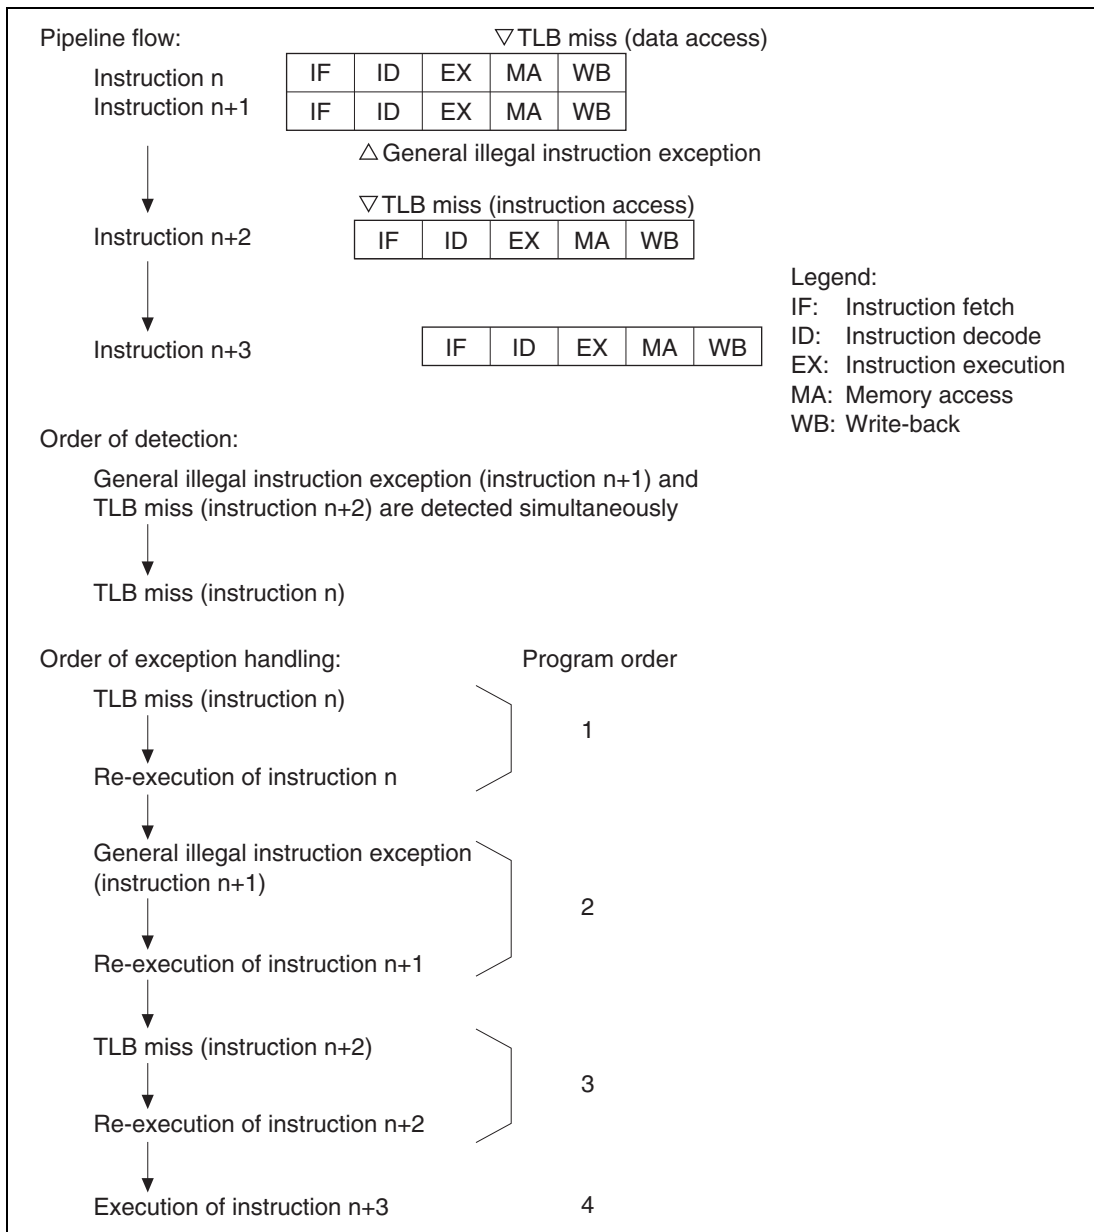 Pipeline flow:
▽TLB miss (data access)
Instruction n IF ID EX MA WB
Instruction n+1 IF ID EX MA WB
△General illegal instruction exception
▽TLB miss (instruction access)
Instruction n+2 IF ID EX MA WB
Legend:
IF: Instruction fetch
ID: Instruction decode
EX: Instruction execution
MA: Memory access
WB: Write-back
Instruction n+3 IF ID EX MA WB
Order of detection:
General illegal instruction exception (instruction n+1) and
TLB miss (instruction n+2) are detected simultaneously
TLB miss (instruction n)
Order of exception handling: Program order
TLB miss (instruction n)
1
Re-execution of instruction n
General illegal instruction exception
(instruction n+1)
2
Re-execution of instruction n+1
TLB miss (instruction n+2)
3
Re-execution of instruction n+2
Execution of instruction n+3 4